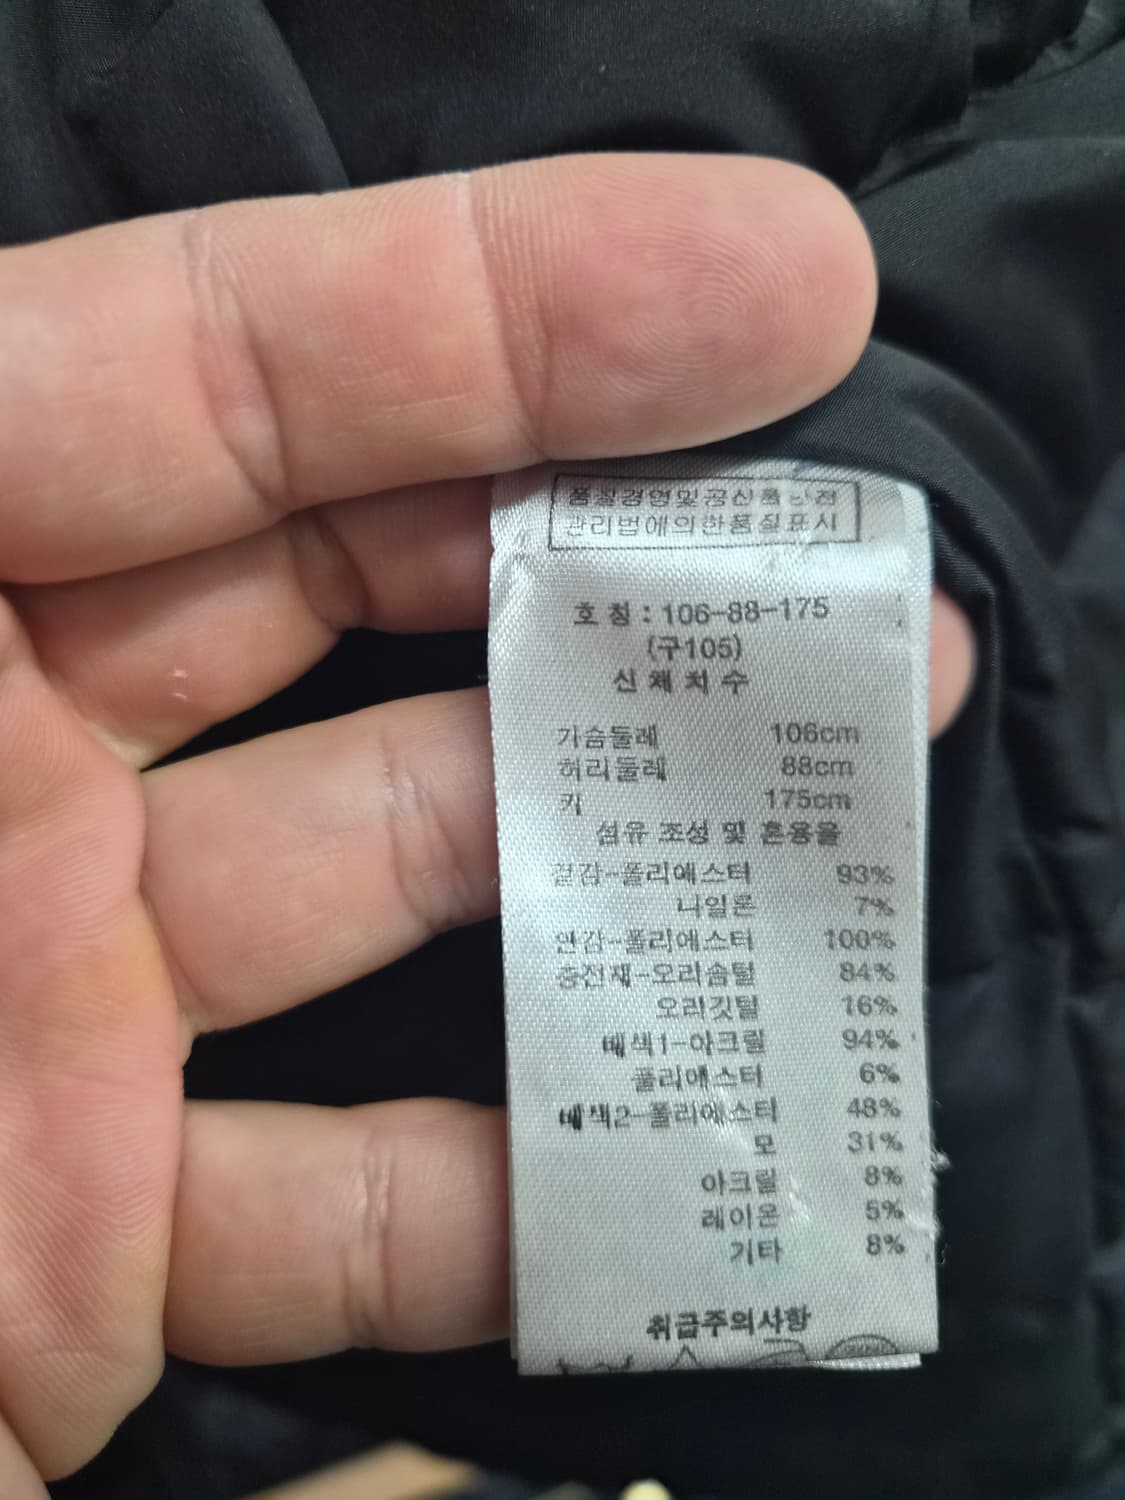 품질경영및공산품안전
관리법에의한품질표시
호칭 : 106-88-175
(구105)
신체치수
가슴둘레 106cm
허리둘레 88cm
키 175cm
섬유 조성 및 혼용율
겉감-폴리에스터 93%
나일론 7%
안감-폴리에스터 100%
충전재-오리솜털 84%
오리깃털 16%
배색1-아크릴 94%
폴리에스터 6%
배색2-폴리에스터 48%
모 31%
아크릴 8%
레이온 5%
기타 8%
취급주의사항